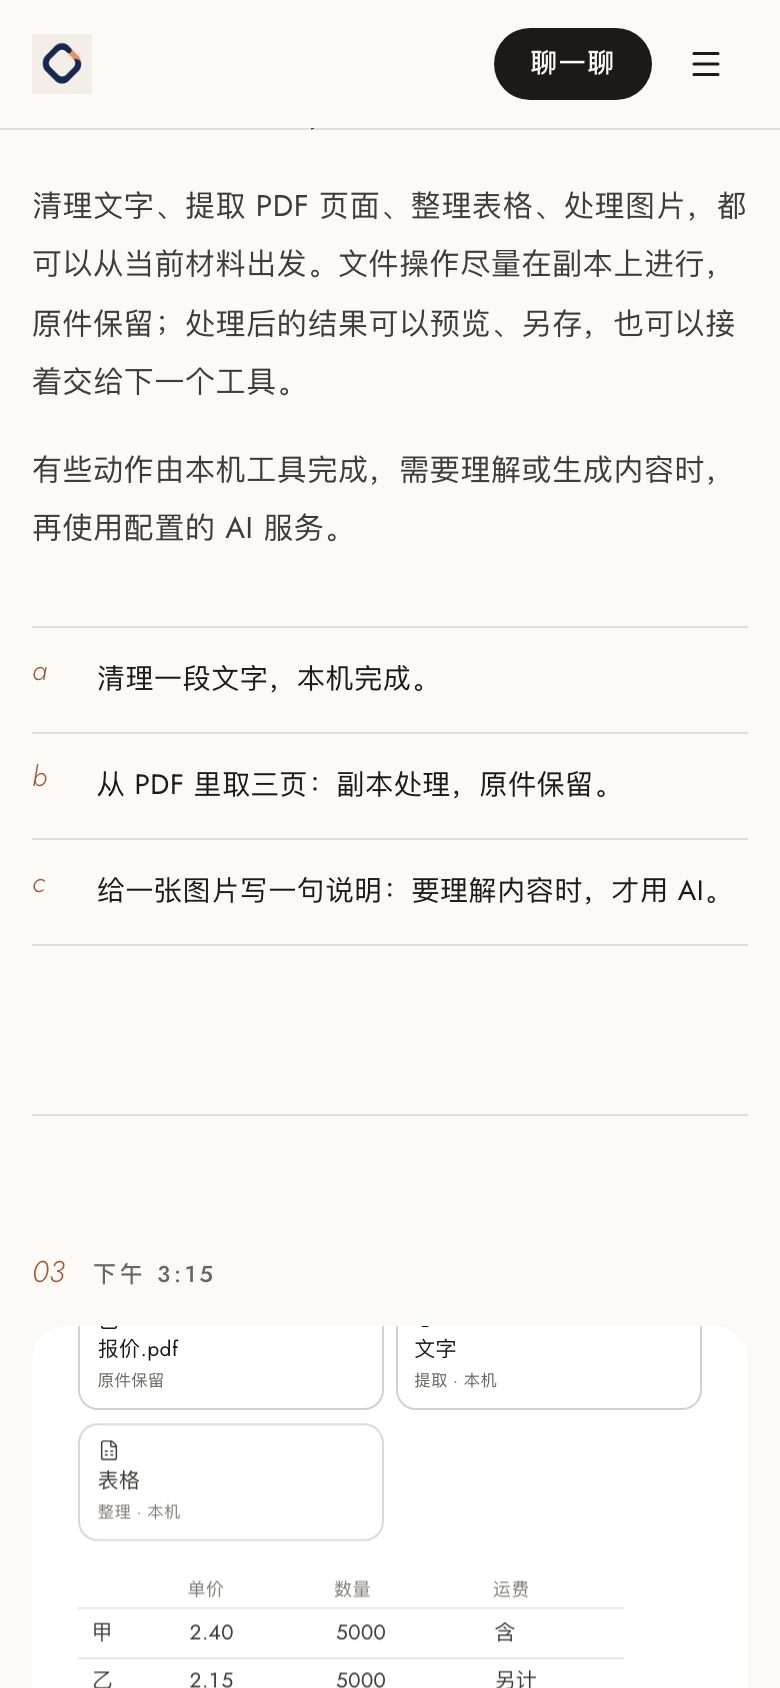 聊一聊
清理文字、提取 PDF 页面、整理表格、处理图片，都
可以从当前材料出发。文件操作尽量在副本上进行，
原件保留；处理后的结果可以预览、另存，也可以接
着交给下一个工具。
有些动作由本机工具完成，需要理解或生成内容时，
再使用配置的 AI 服务。
a 清理一段文字，本机完成。
b 从 PDF 里取三页：副本处理，原件保留。
c 给一张图片写一句说明：要理解内容时，才用 AI。
03 下午 3:15
报价.pdf 文字
原件保留 提取 · 本机
表格
整理 · 本机
单价 数量 运费
甲 2.40 5000 含
乙 2.15 5000 另计